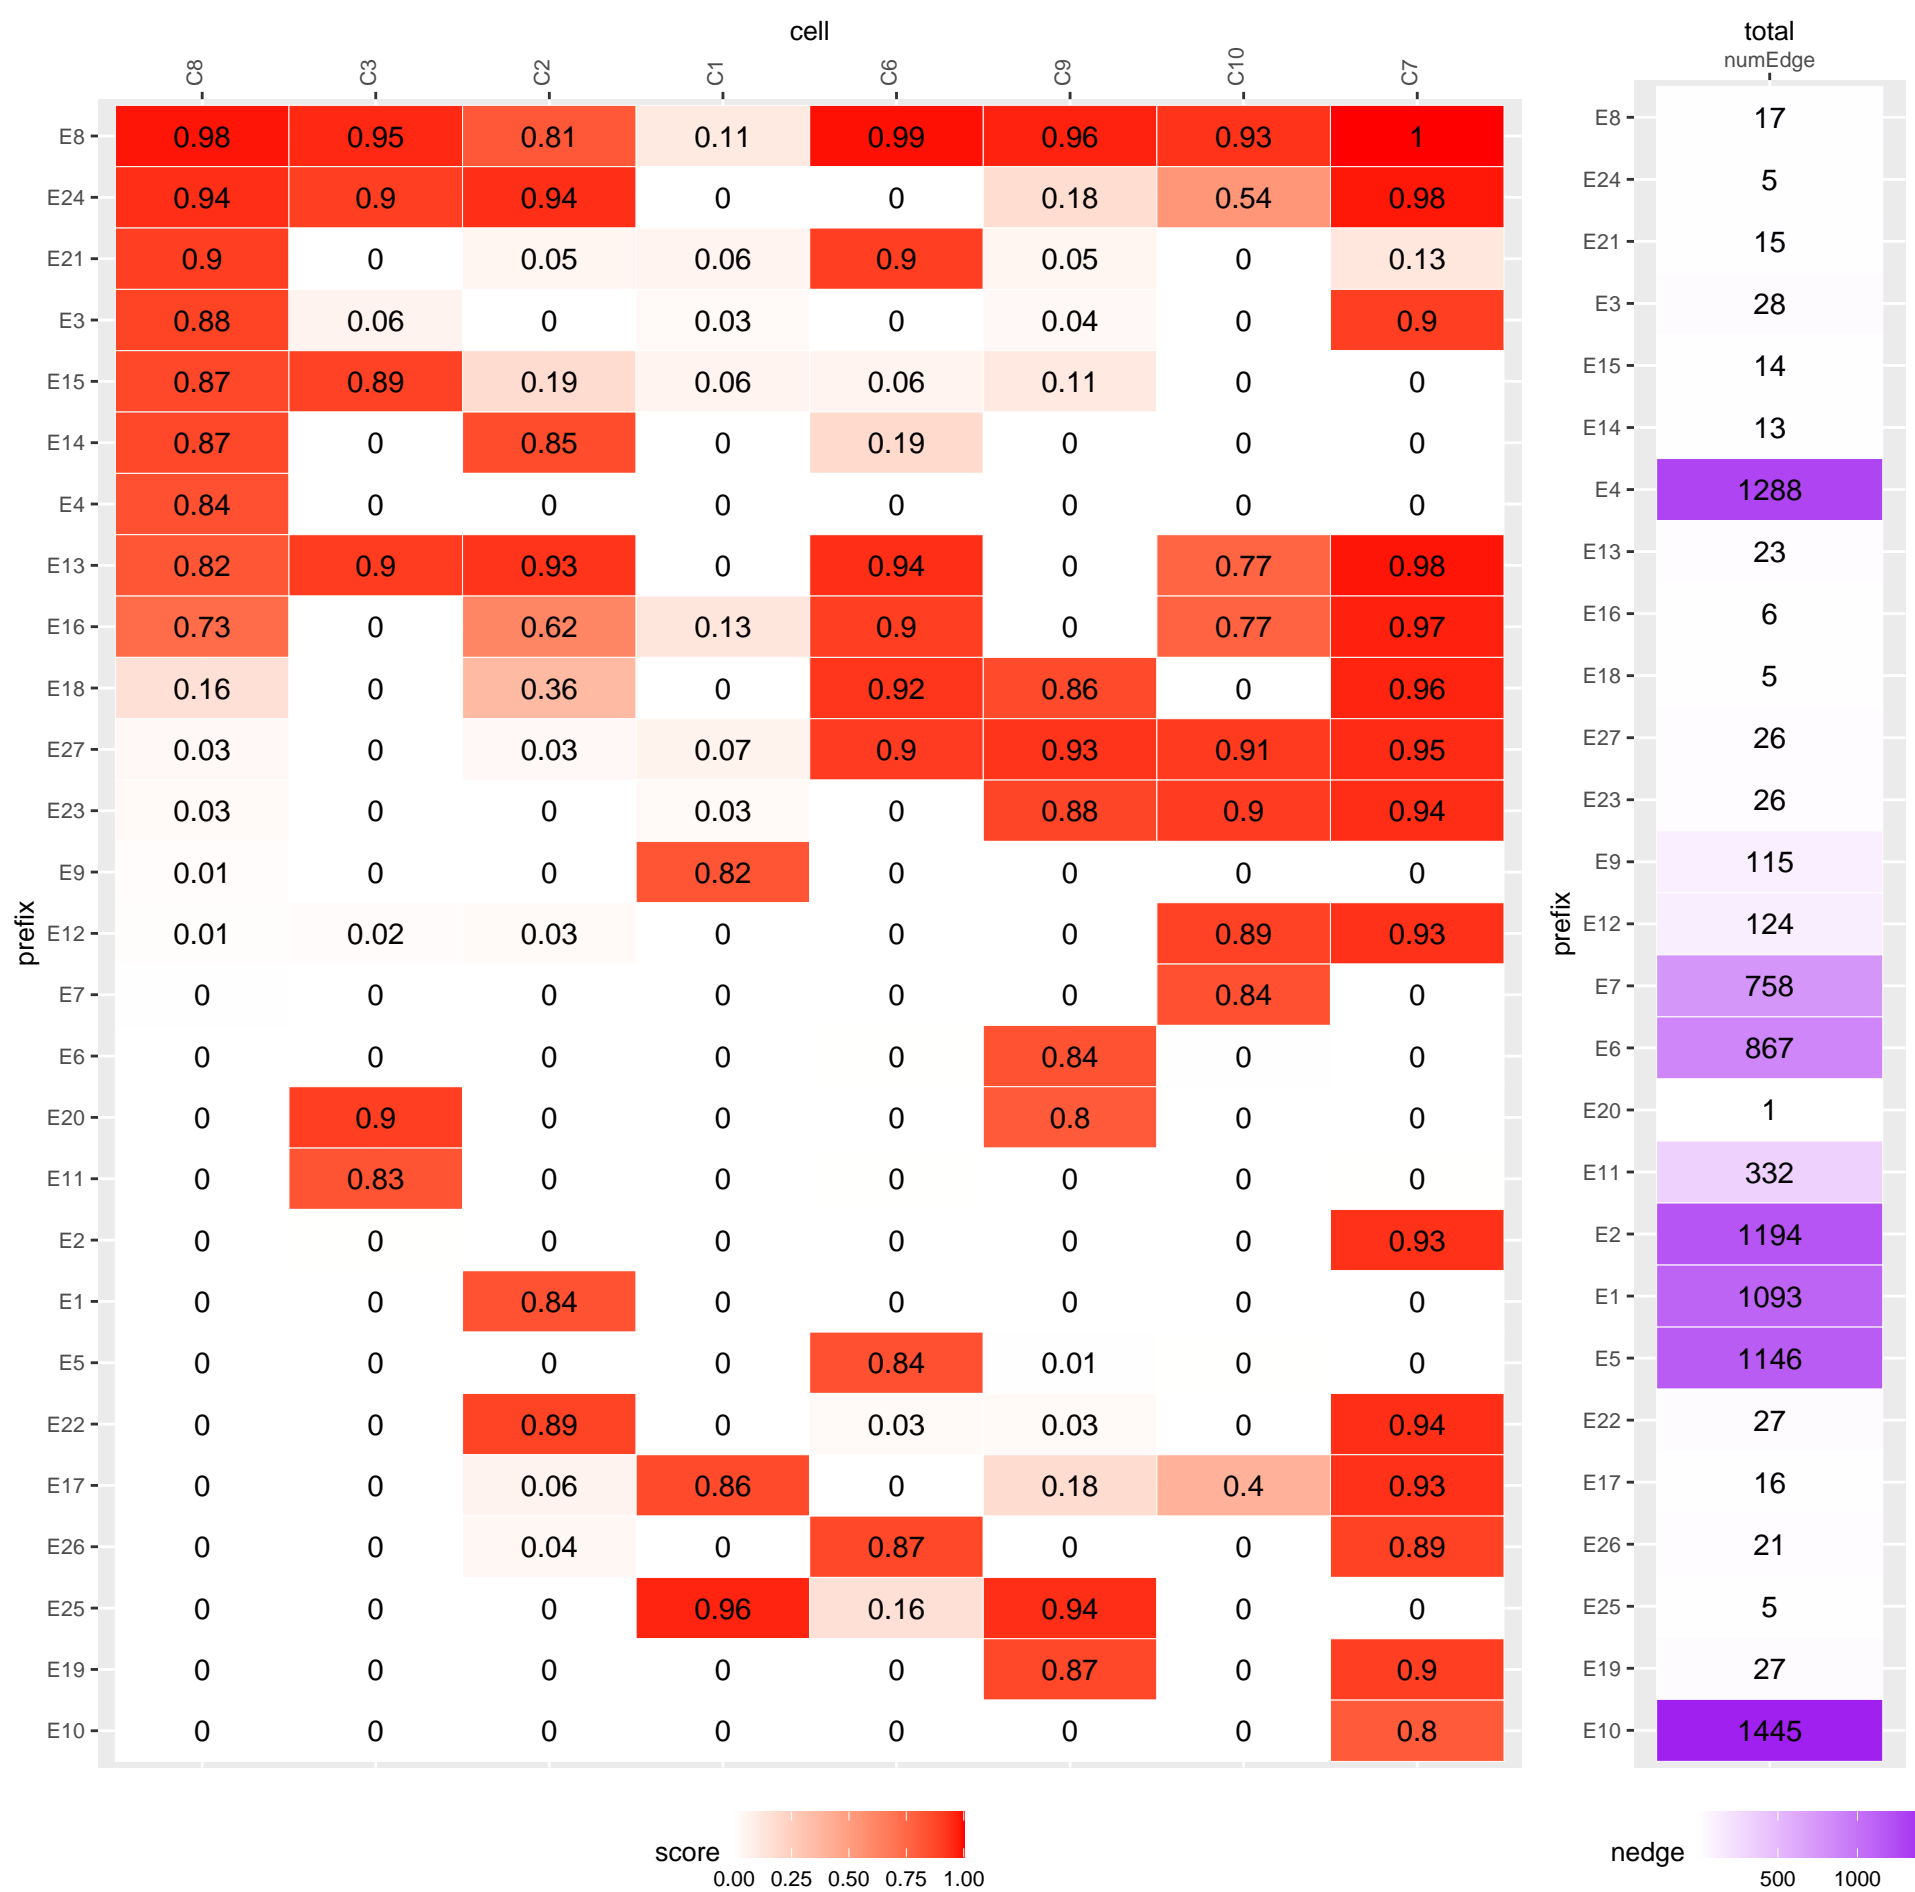 cell
total
numEdge
C8 C3 C2 C1 C6 C9 C10 C7
E8 0.98 0.95 0.81 0.11 0.99 0.96 0.93 1 E8 17
E24 0.94 0.9 0.94 0 0 0.18 0.54 0.98 E24 5
E21 0.9 0 0.05 0.06 0.9 0.05 0 0.13 E21 15
E3 0.88 0.06 0 0.03 0 0.04 0 0.9 E3 28
E15 0.87 0.89 0.19 0.06 0.06 0.11 0 0 E15 14
E14 0.87 0 0.85 0 0.19 0 0 0 E14 13
E4 0.84 0 0 0 0 0 0 0 E4 1288
E13 0.82 0.9 0.93 0 0.94 0 0.77 0.98 E13 23
E16 0.73 0 0.62 0.13 0.9 0 0.77 0.97 E16 6
E18 0.16 0 0.36 0 0.92 0.86 0 0.96 E18 5
E27 0.03 0 0.03 0.07 0.9 0.93 0.91 0.95 E27 26
E23 0.03 0 0 0.03 0 0.88 0.9 0.94 E23 26
E9 0.01 0 0 0.82 0 0 0 0 E9 115
prefix
prefix
E12 0.01 0.02 0.03 0 0 0 0.89 0.93 E12 124
E7 0 0 0 0 0 0 0.84 0 E7 758
E6 0 0 0 0 0 0.84 0 0 E6 867
E20 0 0.9 0 0 0 0.8 0 0 E20 1
E11 0 0.83 0 0 0 0 0 0 E11 332
E2 0 0 0 0 0 0 0 0.93 E2 1194
E1 0 0 0.84 0 0 0 0 0 E1 1093
E5 0 0 0 0 0.84 0.01 0 0 E5 1146
E22 0 0 0.89 0 0.03 0.03 0 0.94 E22 27
E17 0 0 0.06 0.86 0 0.18 0.4 0.93 E17 16
E26 0 0 0.04 0 0.87 0 0 0.89 E26 21
E25 0 0 0 0.96 0.16 0.94 0 0 E25 5
E19 0 0 0 0 0 0.87 0 0.9 E19 27
E10 0 0 0 0 0 0 0 0.8 E10 1445
score
0.00 0.25 0.50 0.75 1.00
nedge
500 1000